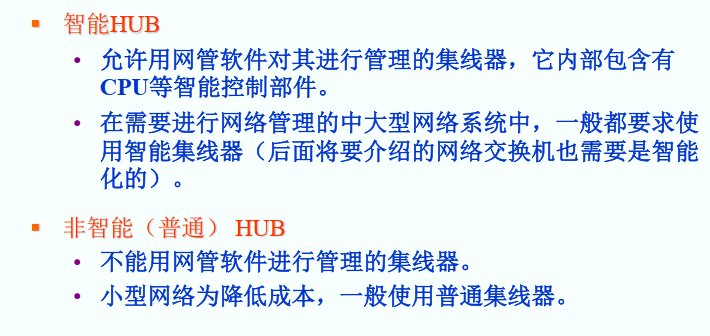 智能HUB
允许用网管软件对其进行管理的集线器，它内部包含有
CPU等智能控制部件。
在需要进行网络管理的中大型网络系统中，一般都要求使
用智能集线器（后面将要介绍的网络交换机也需要是智能
化的）。
非智能（普通） HUB
不能用网管软件进行管理的集线器。
小型网络为降低成本，一般使用普通集线器。